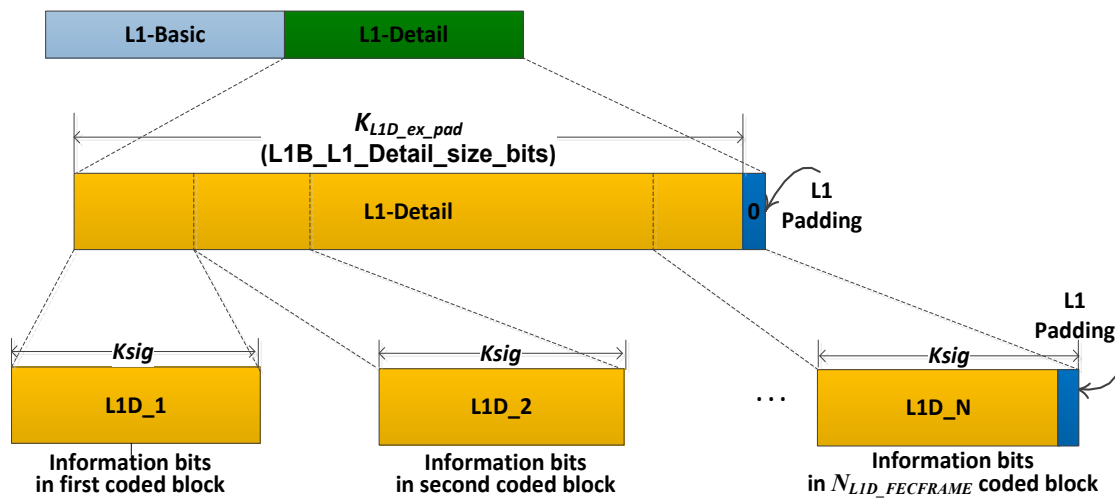 L1-Basic
L1-Detail
K_{L1D_ex_pad}
(L1B_L1_Detail_size_bits)
L1-Detail
0
L1
Padding
L1
Padding
Ksig
Ksig
Ksig
L1D_1
L1D_2
...
L1D_N
Information bits
in first coded block
Information bits
in second coded block
Information bits
in N_{L1D_FECFRAME} coded block